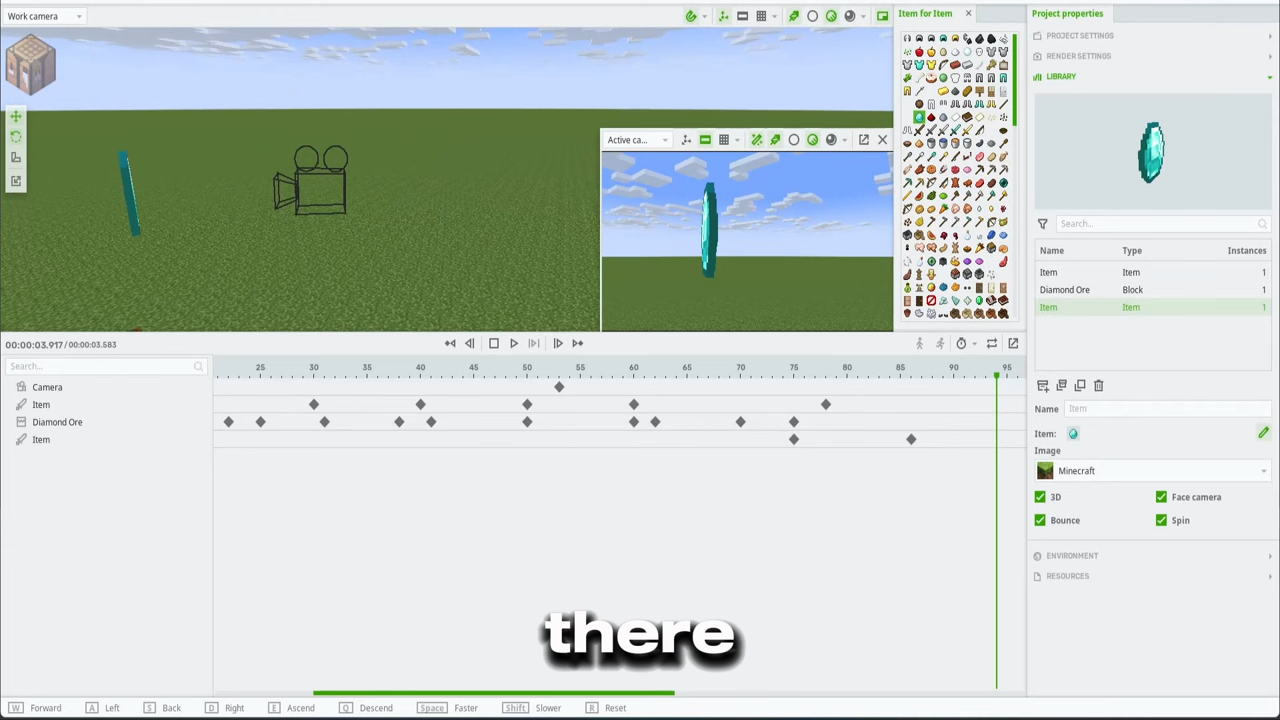 Work camera
Item for Item
Project properties
PROJECT SETTINGS
RENDER SETTINGS
LIBRARY
Active ca...
Search...
Name Type Instances
Item Item 1
Diamond Ore Block 1
Item Item 1
00:00:03.917 / 00:00:03.583
Search...
25 30 35 40 45 50 55 60 65 70 75 80 85 90 95
Camera
Item
Diamond Ore
Item
Name Item
Item:
Image
Minecraft
3D Face camera
Bounce Spin
ENVIRONMENT
RESOURCES
there
W Forward A Left S Back D Right E Ascend Q Descend Space Faster Shift Slower R Reset